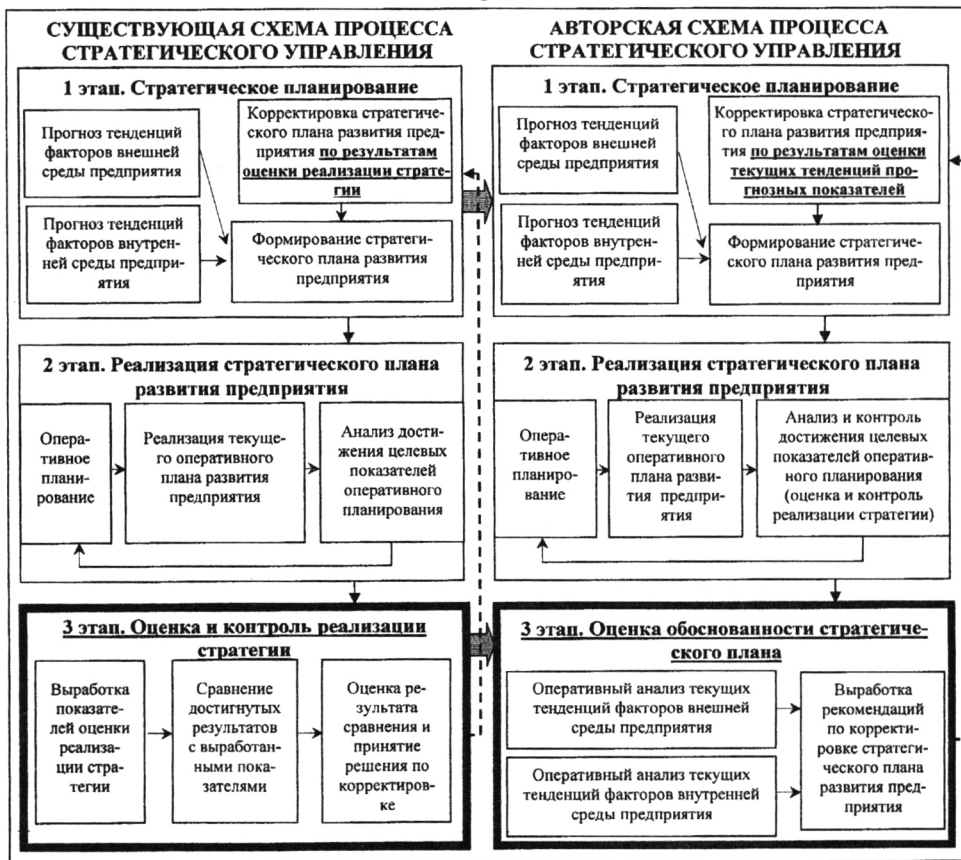 СУЩЕСТВУЮЩАЯ СХЕМА ПРОЦЕССА
СТРАТЕГИЧЕСКОГО УПРАВЛЕНИЯ
1 этап. Стратегическое планирование
Прогноз тенденций
факторов внешней
среды предприятия
Корректировка стратегиче-
ского плана развития пред-
приятия по результатам
оценки реализации страте-
гии
Прогноз тенденций
факторов внутрен-
ней среды предпри-
ятия
Формирование стратеги-
ческого плана развития
предприятия
2 этап. Реализация стратегического плана
развития предприятия
Опера-
тивное
плани-
рование
Реализация текуще-
го оперативного
плана развития
предприятия
Анализ дости-
жения целевых
показателей
оперативного
планирования
3 этап. Оценка и контроль реализации
стратегии
Выработка
показате-
лей оценки
реализа-
ции стра-
тегии
Сравнение
достигнутых
результатов
с выработан-
ными пока-
зателями
Оценка ре-
зультата
сравнения и
принятие
решения по
корректиров-
ке
АВТОРСКАЯ СХЕМА ПРОЦЕССА
СТРАТЕГИЧЕСКОГО УПРАВЛЕНИЯ
1 этап. Стратегическое планирование
Прогноз тенденций
факторов внешней
среды предприятия
Корректировка стратегическо-
го плана развития предприя-
тия по результатам оценки
текущих тенденций про-
гнозных показателей
Прогноз тенденций
факторов внутрен-
ней среды предпри-
ятия
Формирование стратегиче-
ского плана развития пред-
приятия
2 этап. Реализация стратегического плана
развития предприятия
Опера-
тивное
планиро-
вание
Реализация
текущего
оперативного
плана разви-
тия предпри-
ятия
Анализ и контроль
достижения целевых
показателей оператив-
ного планирования
(оценка и контроль
реализации стратегии)
3 этап. Оценка обоснованности стратегиче-
ского плана
Оперативный анализ текущих
тенденций факторов внешней
среды предприятия
Оперативный анализ текущих
тенденций факторов внутренней
среды предприятия
Выработка
рекомендаций
по корректи-
ровке стратеги-
ческого плана
развития пред-
приятия